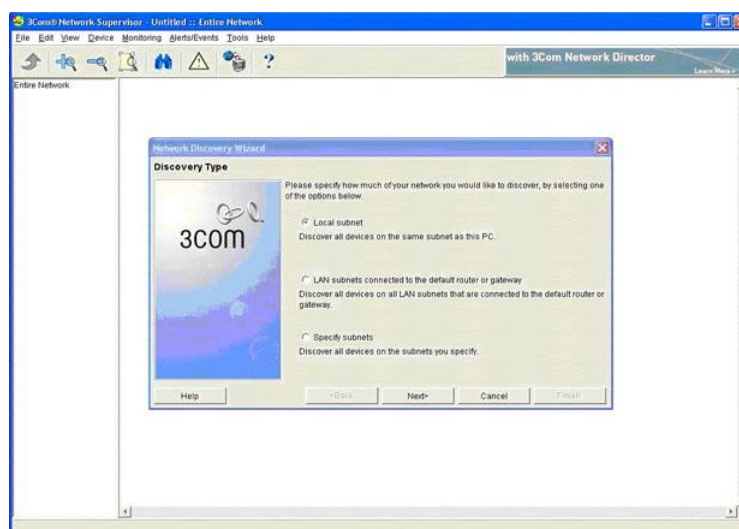 3Com® Network Supervisor - Untitled :: Entire Network
File Edit View Device Monitoring Alerts/Events Tools Help
with 3Com Network Director
Learn More »
Entire Network
Network Discovery Wizard
Discovery Type
Please specify how much of your network you would like to discover, by selecting one
of the options below.
3COM
Local subnet
Discover all devices on the same subnet as this PC.
LAN subnets connected to the default router or gateway
Discover all devices on all LAN subnets that are connected to the default router or
gateway.
Specify subnets
Discover all devices on the subnets you specify.
Help <Back Next> Cancel Finish